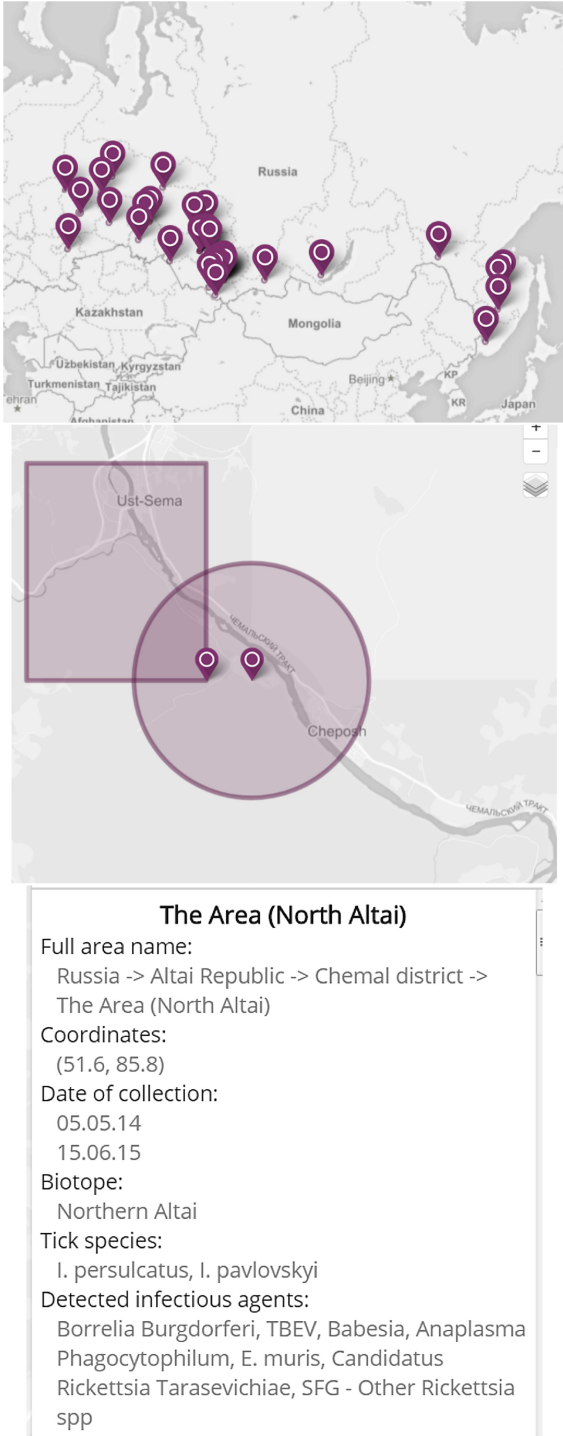 Russia
Kazakhstan
Mongolia
Uzbekistan
Kyrgyzstan
Turkmenistan
Tajikistan
Beijing
KP
KR
Japan
ehran
China
Afghanistan
+
−
Ust-Sema
ЧЕМАЛЬСКИЙ ТРАКТ
Cheposh
ЧЕМАЛЬСКИЙ ТРАКТ
The Area (North Altai)
Full area name:
Russia -> Altai Republic -> Chemal district ->
The Area (North Altai)
Coordinates:
(51.6, 85.8)
Date of collection:
05.05.14
15.06.15
Biotope:
Northern Altai
Tick species:
I. persulcatus, I. pavlovskyi
Detected infectious agents:
Borrelia Burgdorferi, TBEV, Babesia, Anaplasma
Phagocytophilum, E. muris, Candidatus
Rickettsia Tarasevichiae, SFG - Other Rickettsia
spp